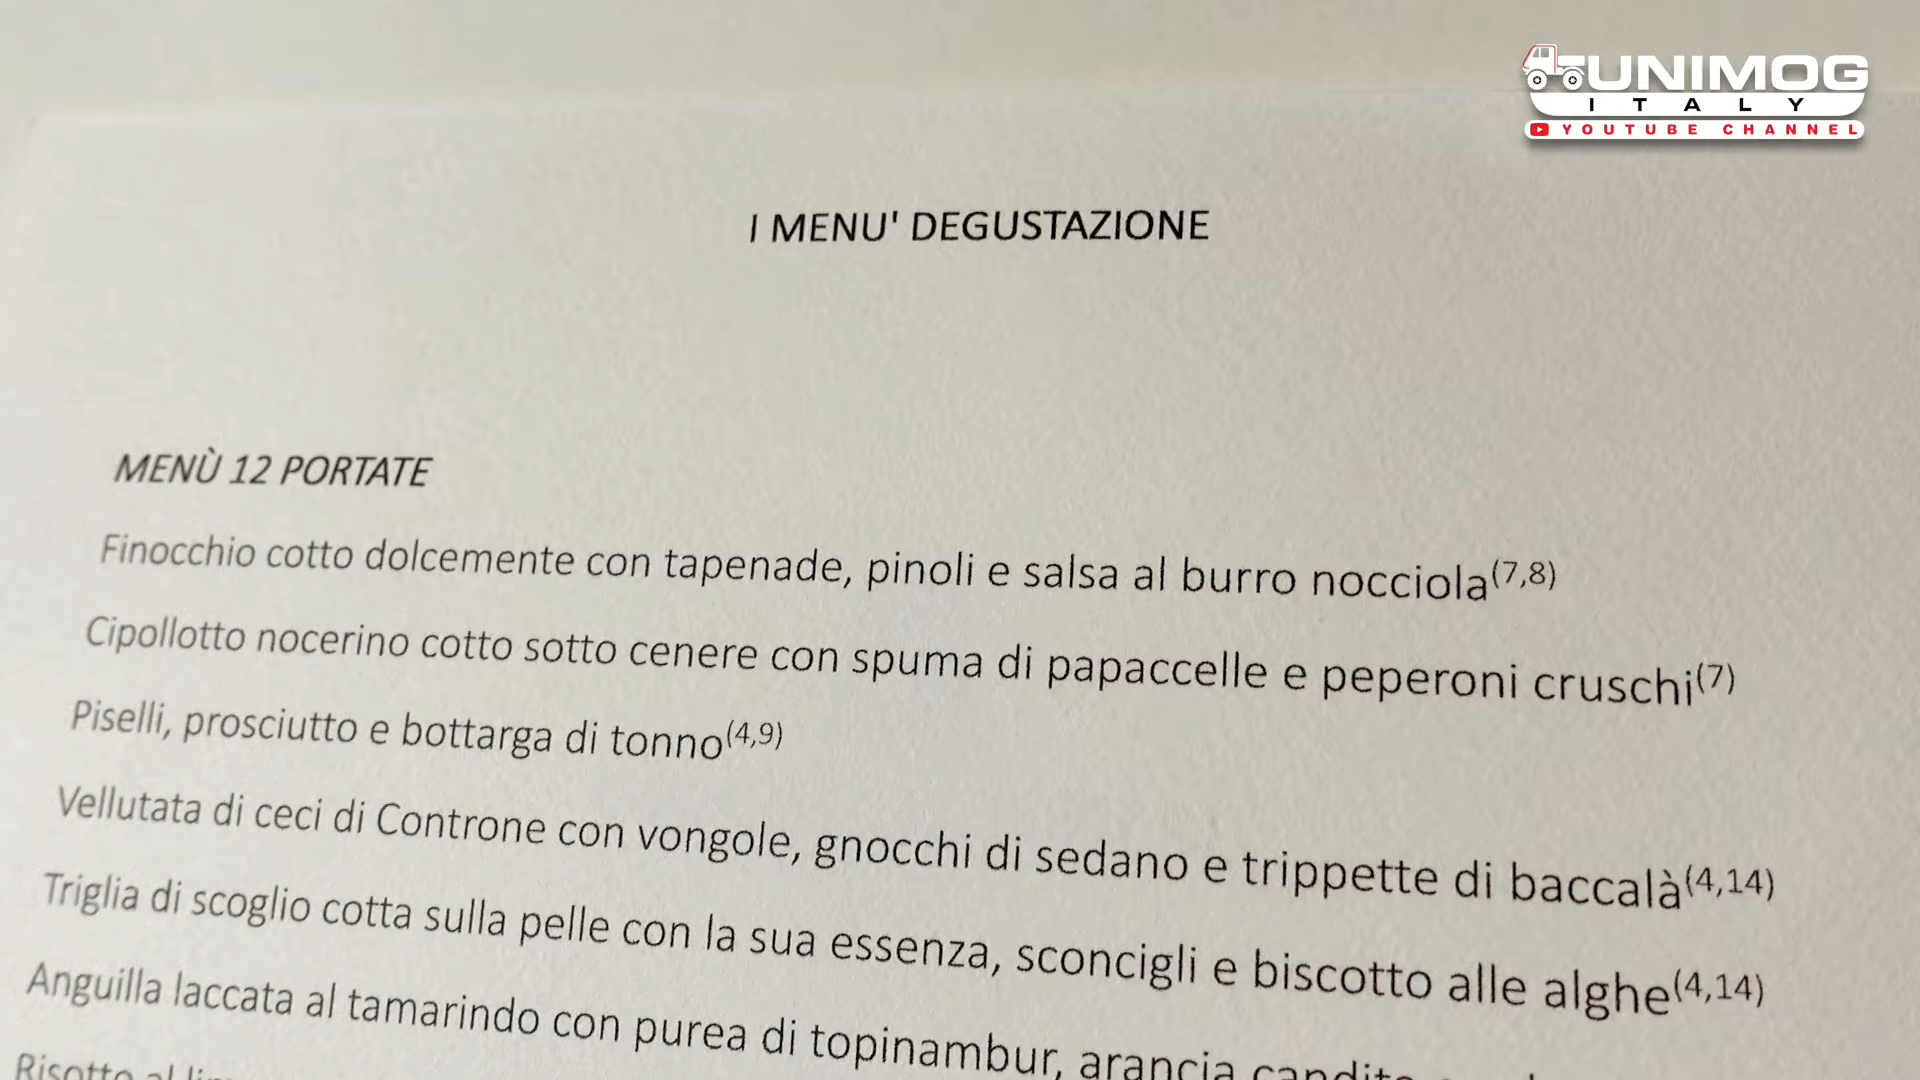 UNIMOG
ITALY
YOUTUBE CHANNEL
I MENU' DEGUSTAZIONE
MENÙ 12 PORTATE
Finocchio cotto dolcemente con tapenade, pinoli e salsa al burro nocciola(7,8)
Cipollotto nocerino cotto sotto cenere con spuma di papaccelle e peperoni cruschi(7)
Piselli, prosciutto e bottarga di tonno(4,9)
Vellutata di ceci di Controne con vongole, gnocchi di sedano e trippette di baccalà(4,14)
Triglia di scoglio cotta sulla pelle con la sua essenza, sconcigli e biscotto alle alghe(4,14)
Anguilla laccata al tamarindo con purea di topinambur, arancia
Risotto al